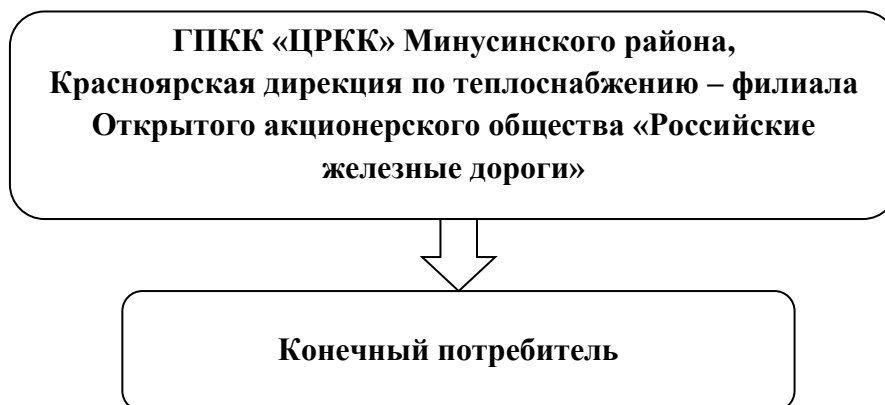 ГПКК «ЦРКК» Минусинского района,
Красноярская дирекция по теплоснабжению – филиала
Открытого акционерского общества «Российские
железные дороги»
Конечный потребитель